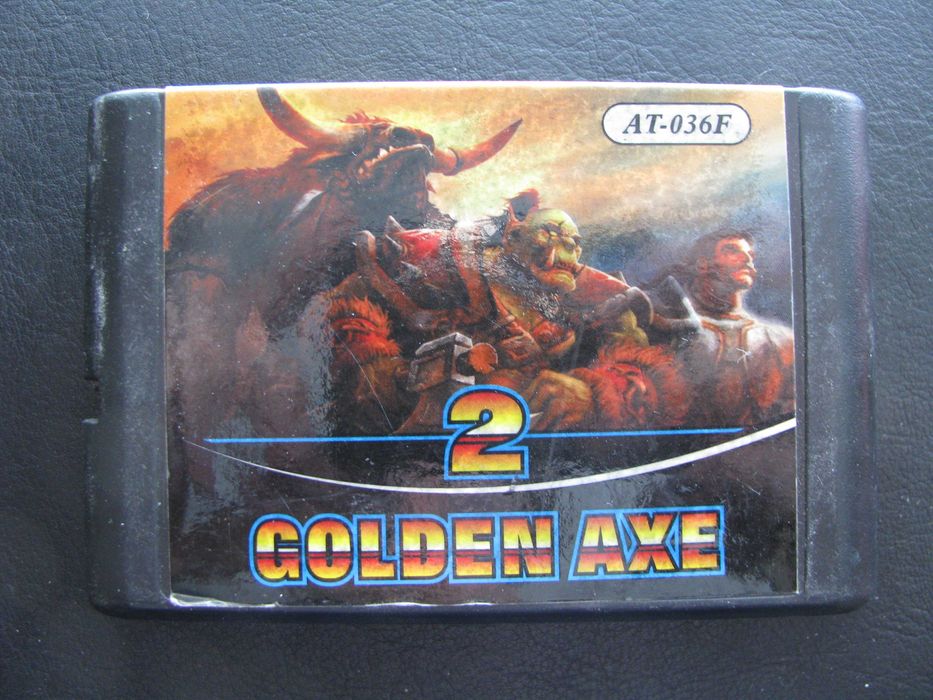 AT-036F
2
GOLDEN AXE